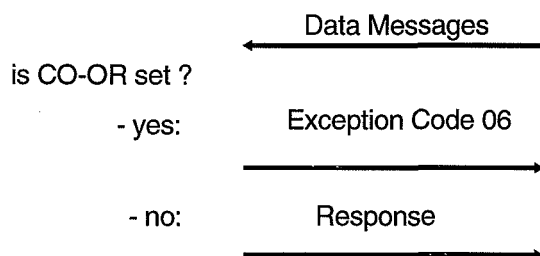 Data Messages
is CO-OR set ?
- yes: Exception Code 06
- no: Response